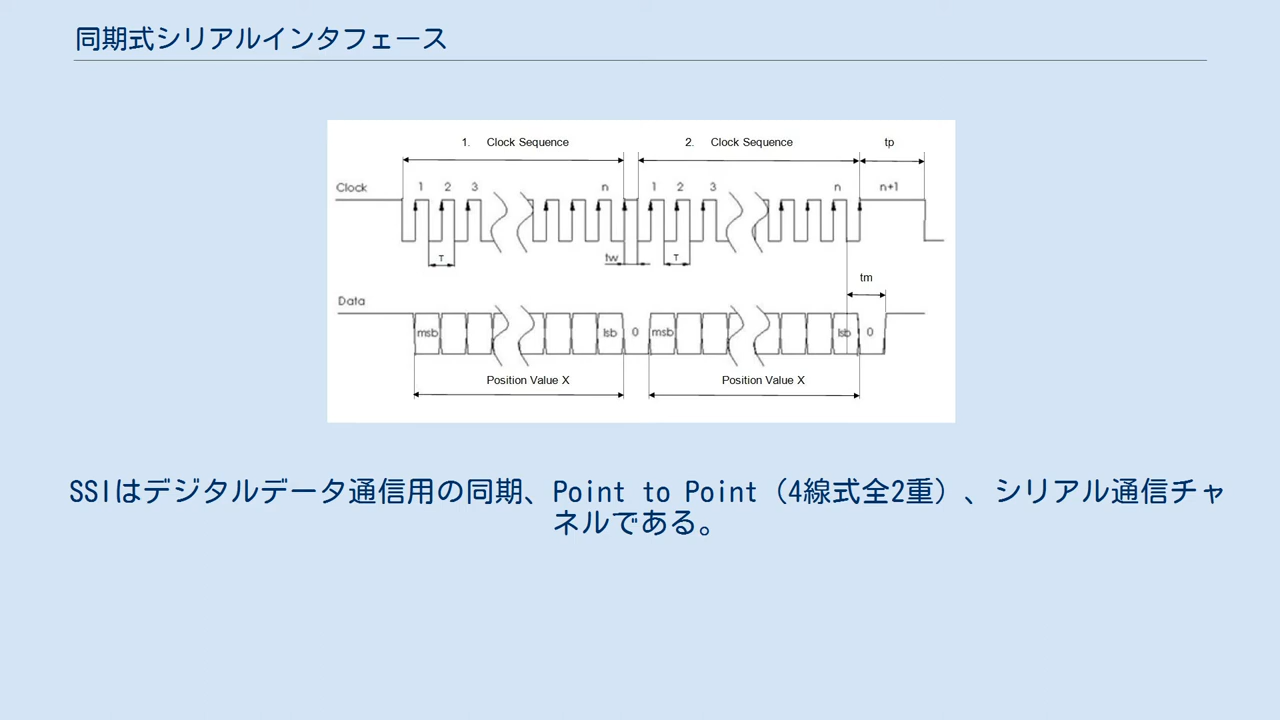 同期式シリアルインタフェース
1. Clock Sequence 2. Clock Sequence tp
Clock 1 2 3 n 1 2 3 n n+1
T tw T
tm
Data
msb lsb 0 msb lsb 0
Position Value X Position Value X
SSIはデジタルデータ通信用の同期、Point to Point（4線式全2重）、シリアル通信チャ
ネルである。